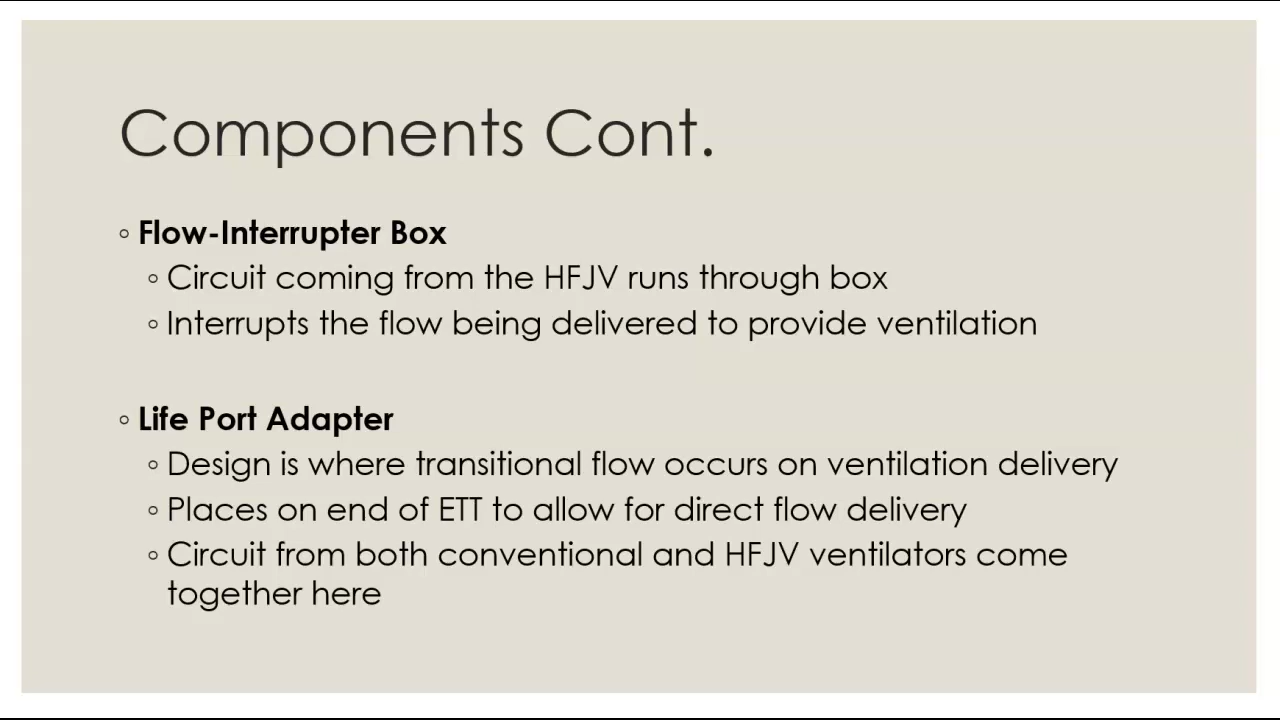 Components Cont.
◦ Flow-Interrupter Box
◦ Circuit coming from the HFJV runs through box
◦ Interrupts the flow being delivered to provide ventilation
◦ Life Port Adapter
◦ Design is where transitional flow occurs on ventilation delivery
◦ Places on end of ETT to allow for direct flow delivery
◦ Circuit from both conventional and HFJV ventilators come
together here